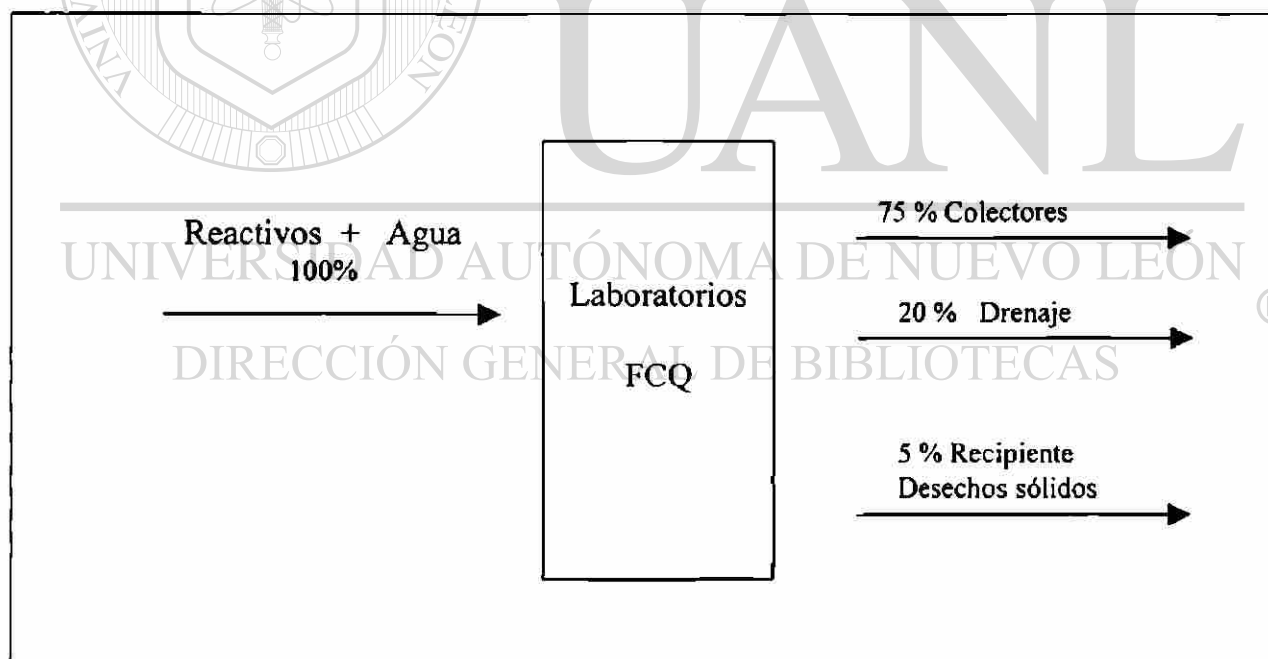 UANL
UNIVERSIDAD AUTÓNOMA DE NUEVO LEÓN
®
DIRECCIÓN GENERAL DE BIBLIOTECAS
Reactivos + Agua
100%
Laboratorios
FCQ
75 % Colectores
20 % Drenaje
5 % Recipiente
Desechos sólidos